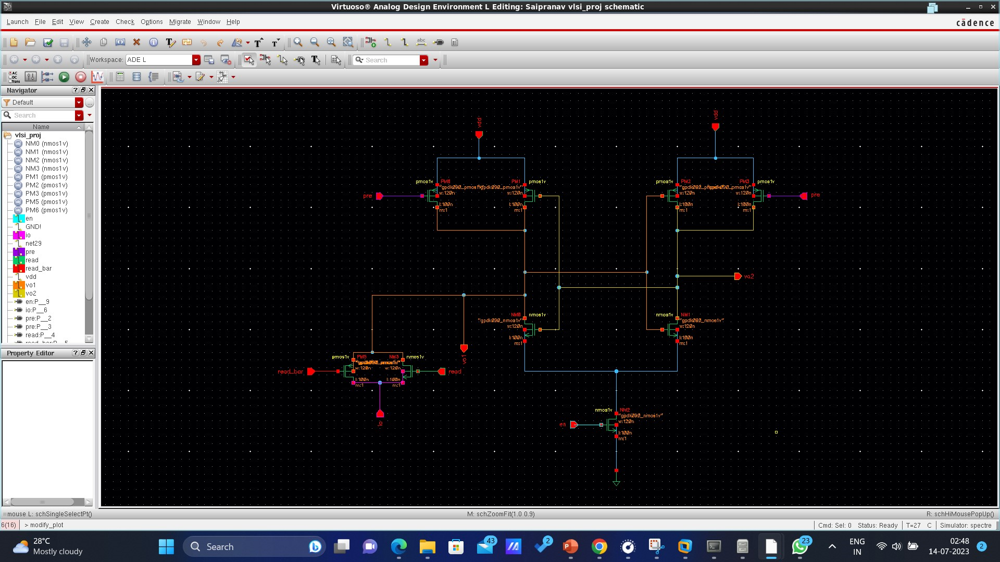 Virtuoso® Analog Design Environment L Editing: Saipranav vlsi_proj schematic
Launch File Edit View Create Check Options Migrate Window Help
cādence
Workspace: ADE L
Search
AC
DC
Trans
Navigator
Default
Search
Name
vlsi_proj
NM0 (nmos1v)
NM1 (nmos1v)
NM2 (nmos1v)
NM3 (nmos1v)
PM1 (pmos1v)
PM2 (pmos1v)
PM3 (pmos1v)
PM5 (pmos1v)
PM6 (pmos1v)
en
GND!
io
net29
pre
read
read_bar
vdd
vo1
vo2
en:P__9
io:P__6
pre:P__2
pre:P__3
read:P__4
read_bar:P__5
Property Editor
vdd
vdd
pmos1v PM6 PM1 pmos1v
w:120n
l:100n
m:1
l:100n
m:1
pre
pmos1v PM2 PM3 pmos1v
w:120n
l:100n
m:1
l:100n
m:1
pre
vo2
NM0 nmos1v
"gpdk090_nmos1v"
w:120n
l:100n
m:1
nmos1v NM1
"gpdk090_nmos1v"
w:120n
l:100n
m:1
vo1
pmos1v PM5 NM3 nmos1v
w:120n w:120n
l:100n l:100n
m:1 m:1
read_bar
read
io
nmos1v NM2
"gpdk090_nmos1v"
w:120n
l:100n
m:1
en
mouse L: schSingleSelectPt()
M: schZoomFit(1.0 0.9)
R: schHiMousePopUp()
6(16) > modify_plot
Cmd: Sel: 0 Status: Ready T=27 C Simulator: spectre
28°C
Mostly cloudy
Search
43
2
23
ENG
IN
02:48
14-07-2023
2